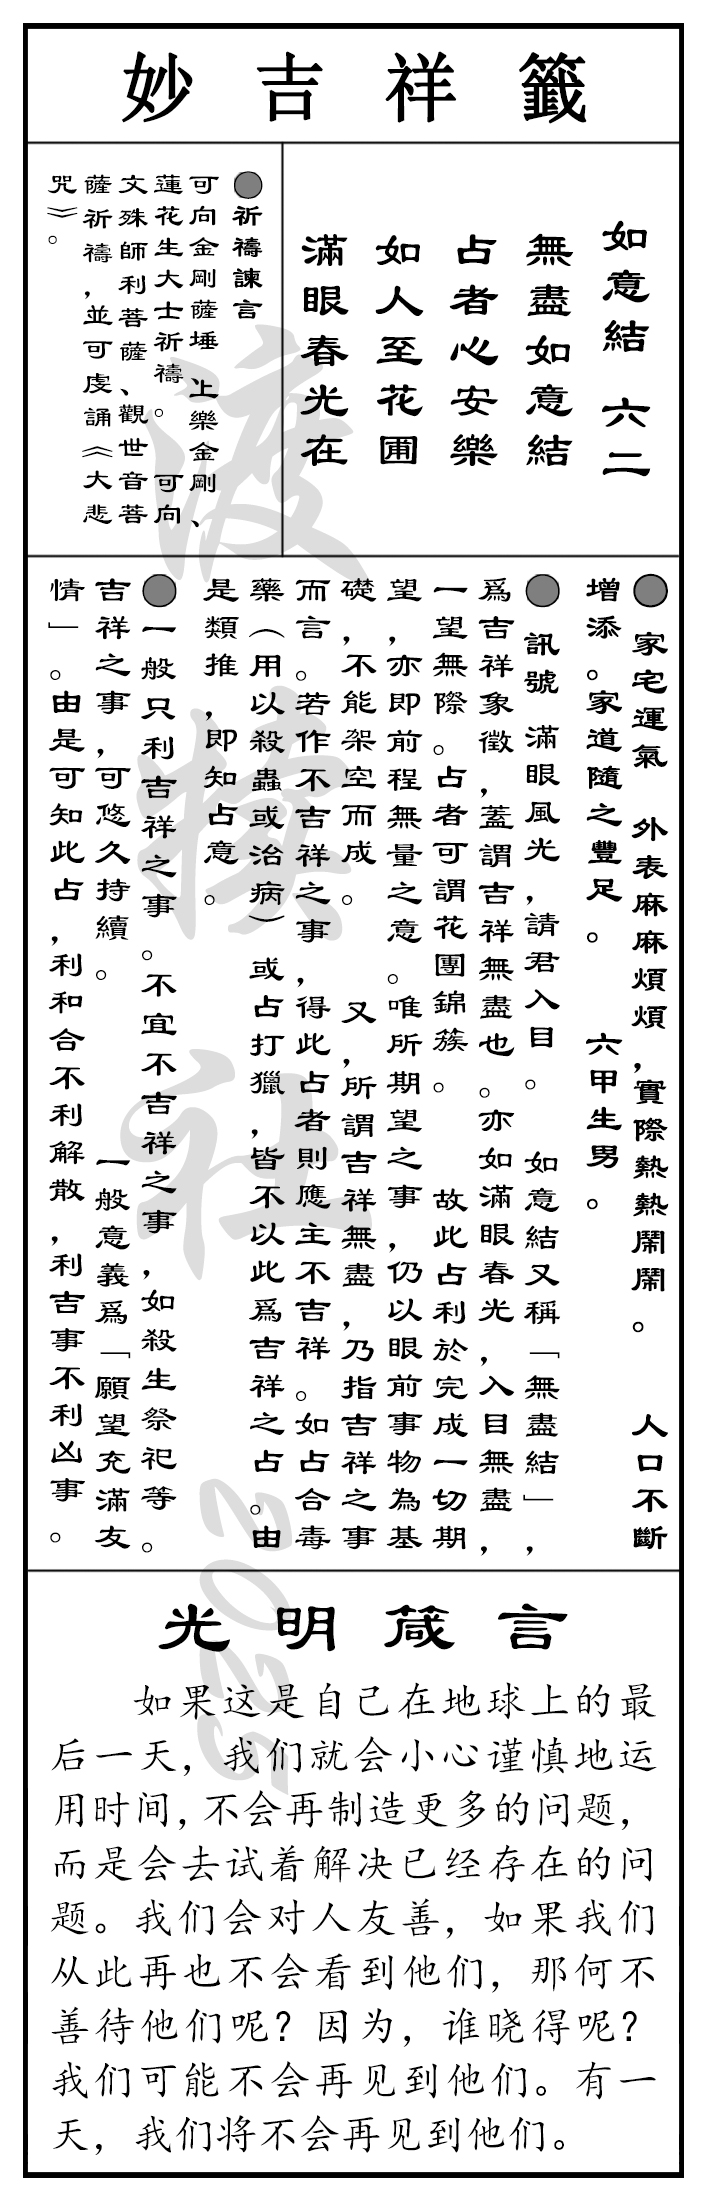 妙吉祥籤
如意結 六二
無盡如意結
占者心安樂
如人至花圃
滿眼春光在
●祈禱諫言
可向金剛薩埵、上樂金剛、
蓮花生大士祈禱。 可向
文殊師利菩薩、觀世音菩
薩祈禱，並可虔誦《大悲
咒》。
● 家宅運氣 外表麻麻煩煩，實際熱熱鬧鬧。 人口不斷
增添。家道隨之豐足。 六甲生男。
● 訊號 滿眼風光，請君入目。 如意結又稱「無盡結」，
爲吉祥象徵，蓋謂吉祥無盡也。亦如滿眼春光，入目無盡，
一望無際。占者可謂花團錦簇。 故此占利於完成一切期
望，亦即前程無量之意。唯所期望之事，仍以眼前事物為基
礎，不能架空而成。 又，所謂吉祥無盡，乃指吉祥之事
而言。若作不吉祥之事，得此占者則應主不吉祥。如占合毒
藥（用以殺蟲或治病）或占打獵，皆不以此爲吉祥之占。由
是類推，即知占意。
●一般只利吉祥之事。不宜不吉祥之事，如殺生祭祀等。
吉祥之事，可悠久持續。 一般意義爲「願望充滿友
情」。由是可知此占，利和合不利解散，利吉事不利凶事。
光明箴言
如果这是自己在地球上的最
后一天，我们就会小心谨慎地运
用时间，不会再制造更多的问题，
而是会去试着解决已经存在的问
题。我们会对人友善，如果我们
从此再也不会看到他们，那何不
善待他们呢？因为，谁晓得呢？
我们可能不会再见到他们。有一
天，我们将不会再见到他们。
渡
社
2025